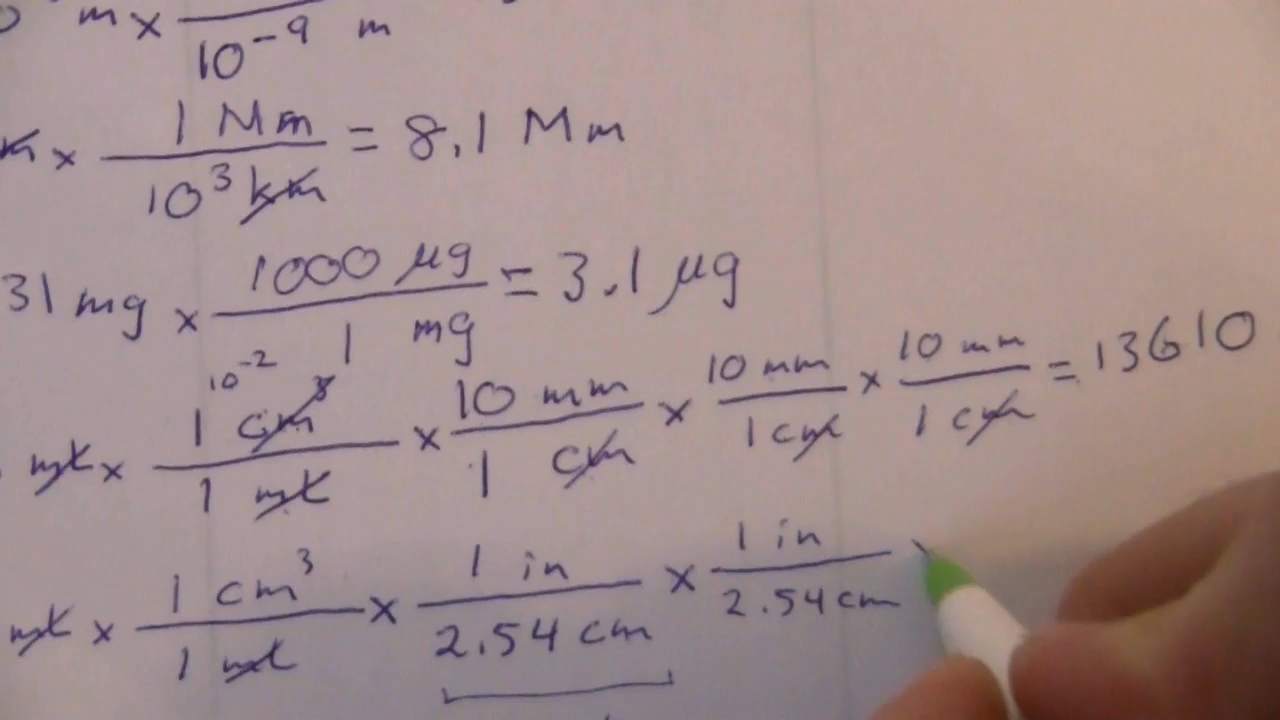 m ×
10⁻⁹ m
× 1 Mm / 10³ km = 8.1 Mm
31 mg × 1000 µg / 1 mg = 3.1 µg
10⁻²
mL × 1 cm³ / 1 mL × 10 mm / 1 cm × 10 mm / 1 cm × 10 mm / 1 cm = 13610
mL × 1 cm³ / 1 mL × 1 in / 2.54 cm × 1 in / 2.54 cm